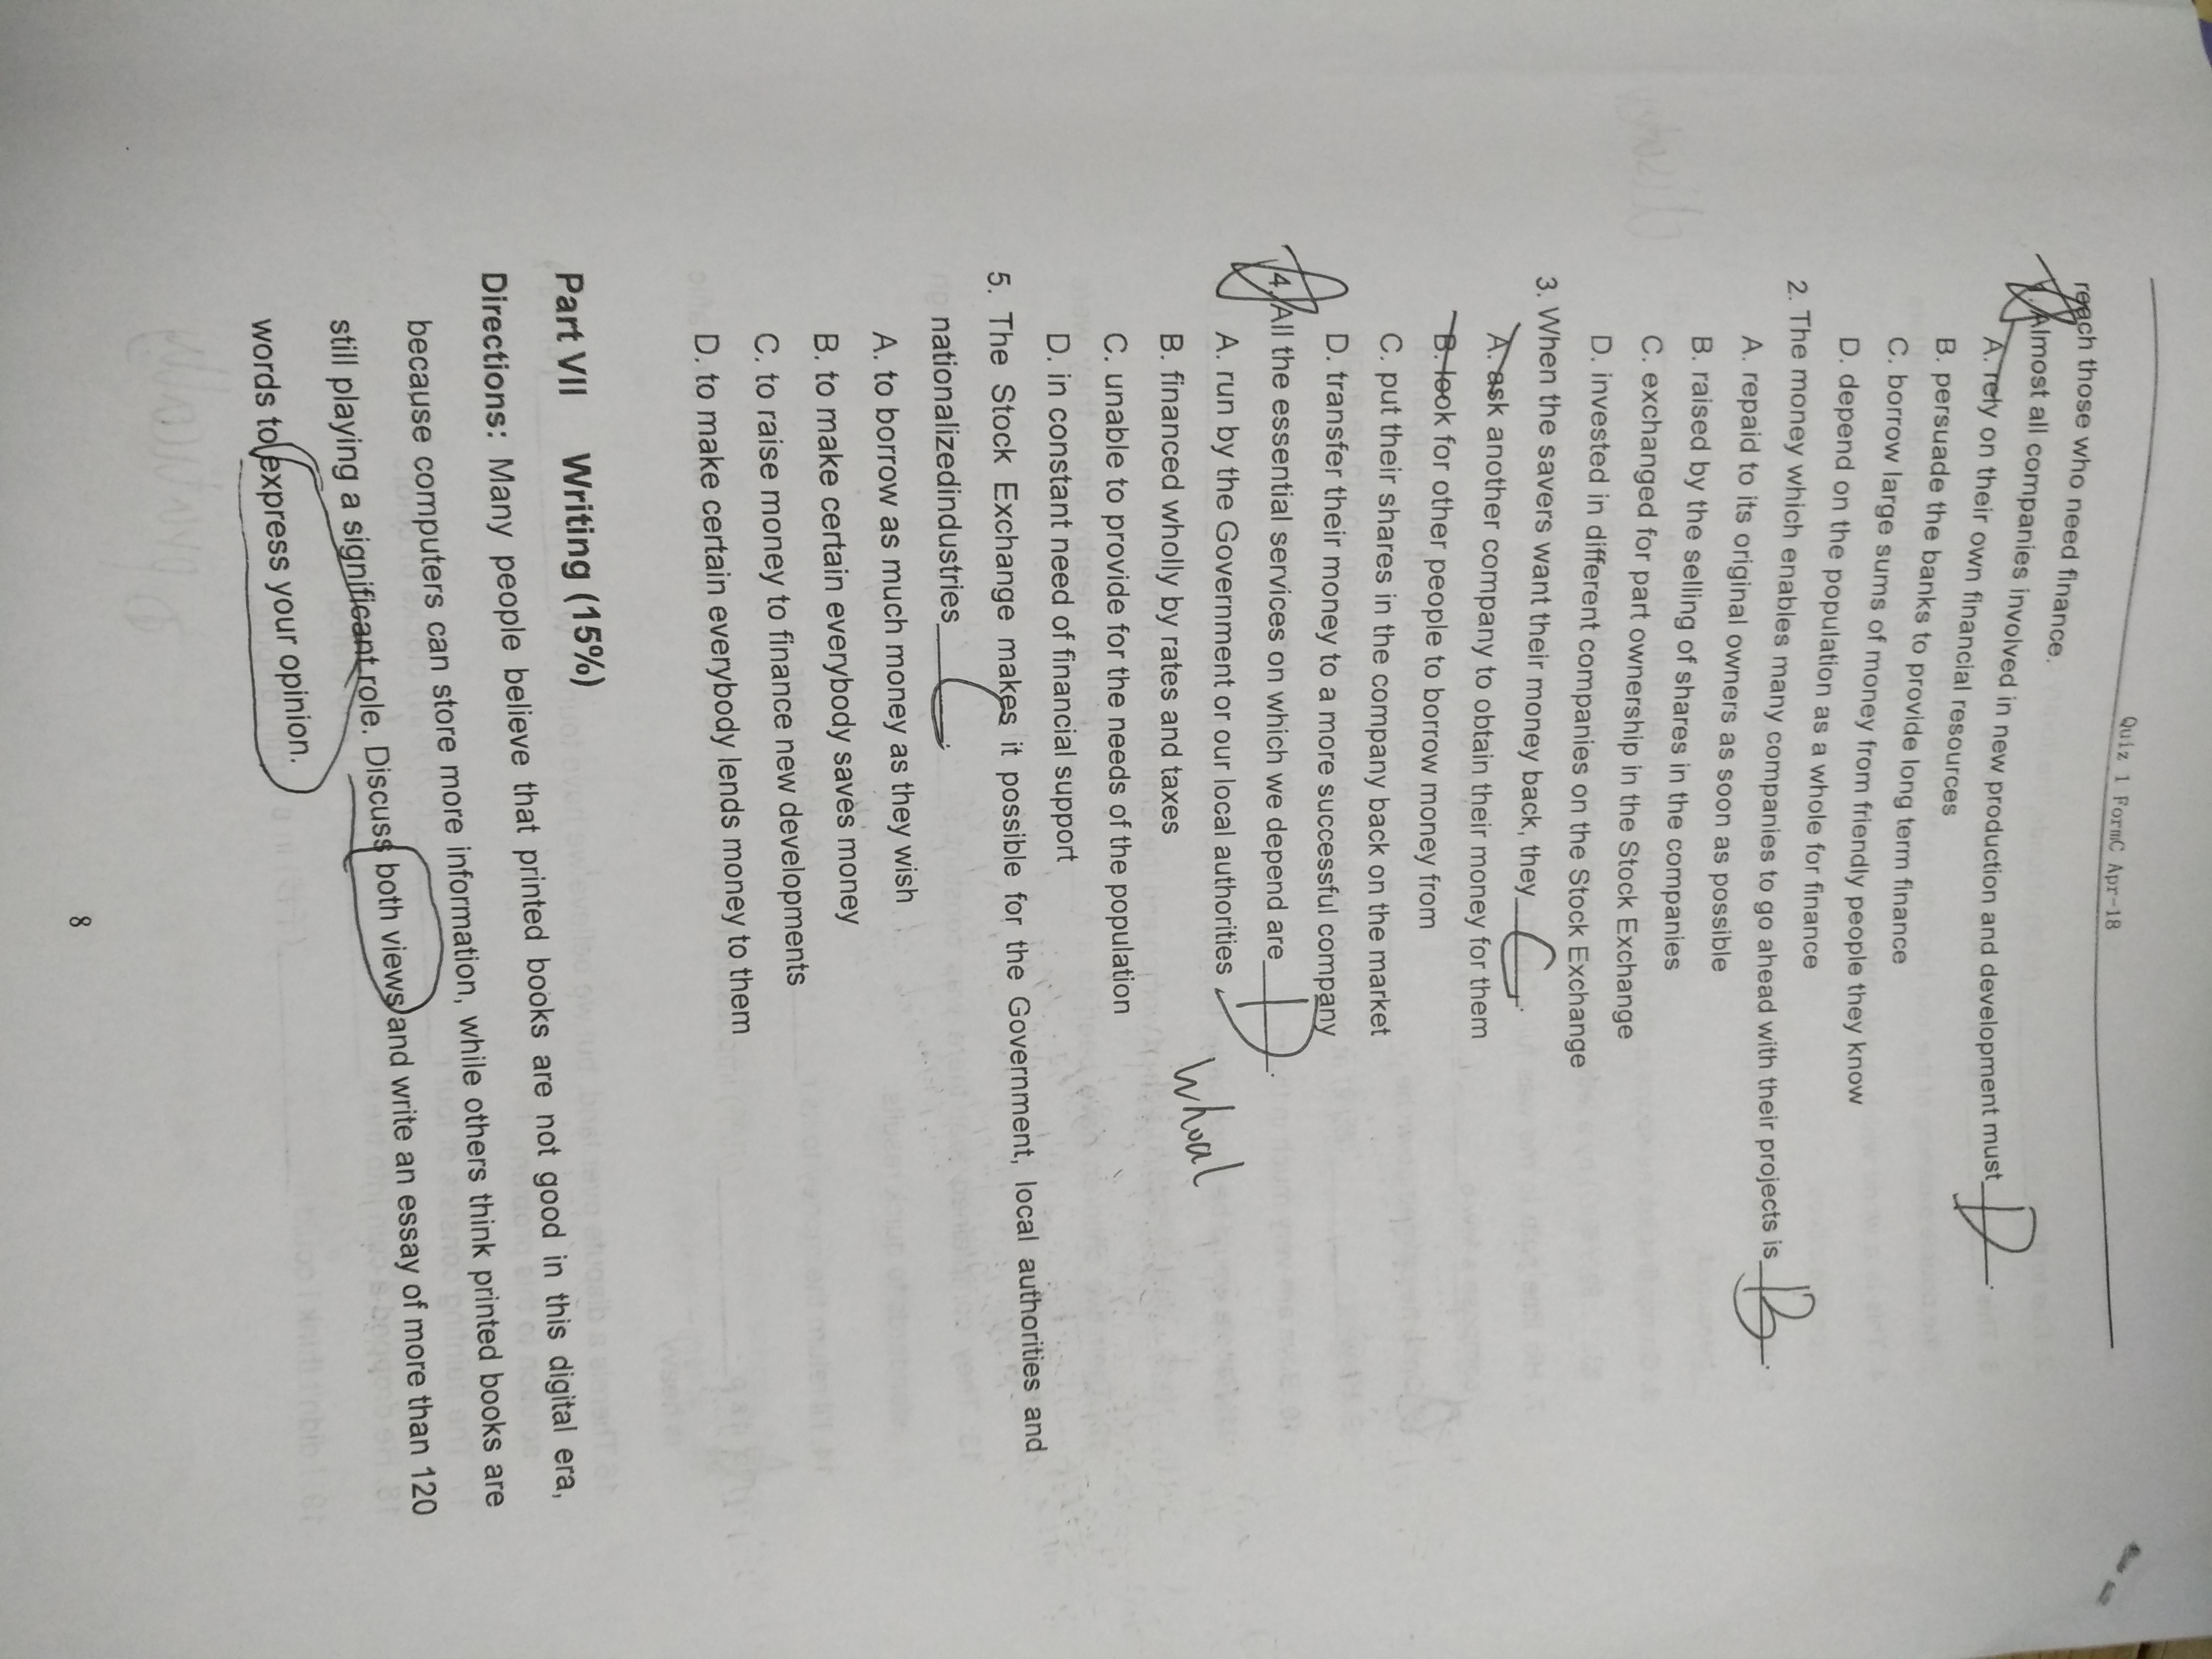 Quiz 1 FormC Apr-18
reach those who need finance.
1. Almost all companies involved in new production and development must D.
A. rely on their own financial resources
B. persuade the banks to provide long term finance
C. borrow large sums of money from friendly people they know
D. depend on the population as a whole for finance
2. The money which enables many companies to go ahead with their projects is B.
A. repaid to its original owners as soon as possible
B. raised by the selling of shares in the companies
C. exchanged for part ownership in the Stock Exchange
D. invested in different companies on the Stock Exchange
3. When the savers want their money back, they C.
A. ask another company to obtain their money for them
B. look for other people to borrow money from
C. put their shares in the company back on the market
D. transfer their money to a more successful company
4. All the essential services on which we depend are D.
A. run by the Government or our local authorities
whoal
B. financed wholly by rates and taxes
C. unable to provide for the needs of the population
D. in constant need of financial support
5. The Stock Exchange makes it possible for the Government, local authorities and
nationalizedindustries C.
A. to borrow as much money as they wish
B. to make certain everybody saves money
C. to raise money to finance new developments
D. to make certain everybody lends money to them
Part VII Writing (15%)
Directions: Many people believe that printed books are not good in this digital era,
because computers can store more information, while others think printed books are
still playing a significant role. Discuss both views and write an essay of more than 120
words to express your opinion.
8